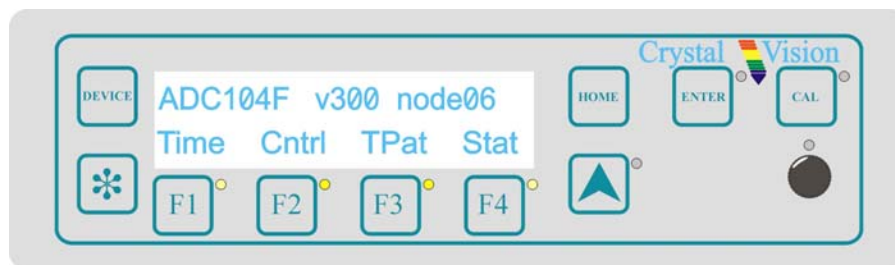 Crystal Vision
DEVICE
ADC104F v300 node06
Time Cntrl TPat Stat
HOME
ENTER
CAL
F1 F2 F3 F4